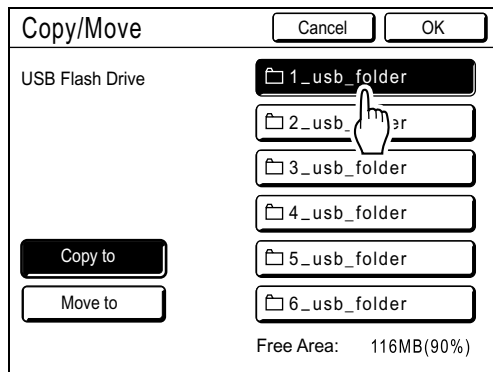 Copy/Move
Cancel
OK
USB Flash Drive
1_usb_folder
2_usb_
er
3_usb_folder
4_usb_folder
Copy to
5_usb_folder
Move to
6_usb_folder
Free Area: 116MB(90%)